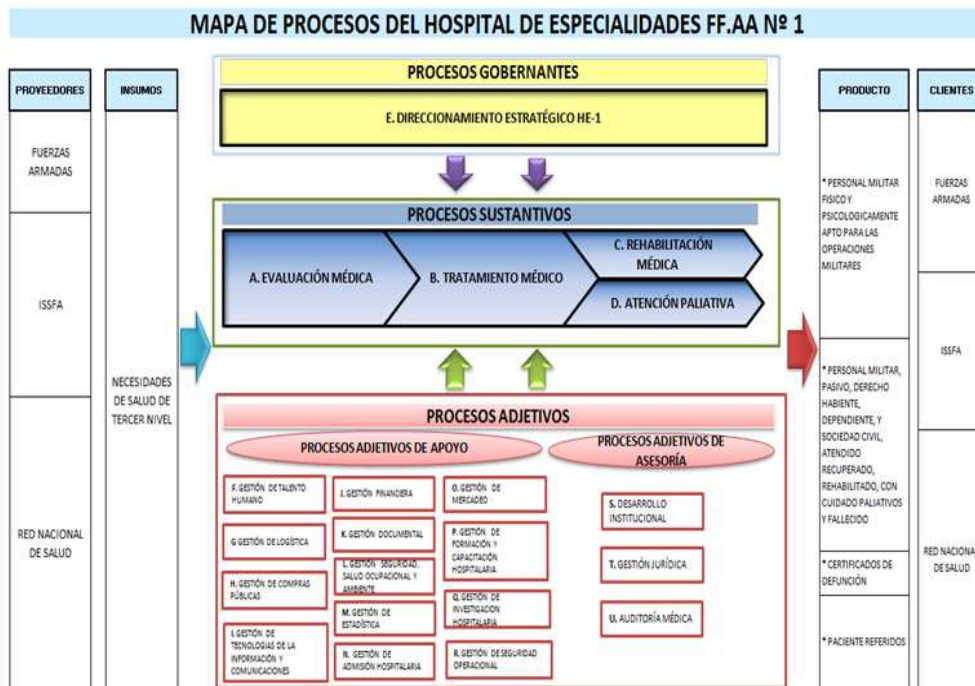 MAPA DE PROCESOS DEL HOSPITAL DE ESPECIALIDADES FF.AA Nº 1
PROVEEDORES
FUERZAS
ARMADAS
ISSFA
RED NACIONAL
DE SALUD
INSUMOS
NECESIDADES
DE SALUD DE
TERCER NIVEL
PROCESOS GOBERNANTES
E. DIRECCIONAMIENTO ESTRATÉGICO HE-1
PROCESOS SUSTANTIVOS
A. EVALUACIÓN MÉDICA
B. TRATAMIENTO MÉDICO
C. REHABILITACIÓN
MÉDICA
D. ATENCIÓN PALIATIVA
PROCESOS ADJETIVOS
PROCESOS ADJETIVOS DE APOYO
F. GESTIÓN DE TALENTO
HUMANO
G GESTIÓN DE LOGÍSTICA
H. GESTIÓN DE COMPRAS
PÚBLICAS
I. GESTIÓN DE
TECNOLOGIAS DE LA
INFORMACIÓN Y
COMUNICACIONES
J. GESTIÓN FINANCIERA
K. GESTIÓN DOCUMENTAL
L. GESTIÓN SEGURIDAD,
SALUD OCUPACIONAL Y
AMBIENTE
M. GESTIÓN DE
ESTADÍSTICA
N. GESTIÓN DE
ADMISIÓN HOSPITALARIA
O. GESTIÓN DE
MERCADEO
P. GESTIÓN DE
FORMACIÓN Y
CAPACITACIÓN
HOSPITALARIA
Q. GESTIÓN DE
INVESTIGACION
HOSPITALARIA
R. GESTIÓN DE SEGURIDAD
OPERACIONAL
PROCESOS ADJETIVOS DE
ASESORÍA
S. DESARROLLO
INSTITUCIONAL
T. GESTIÓN JURÍDICA
U. AUDITORÍA MÉDICA
PRODUCTO
* PERSONAL MILITAR
FISICO Y
PSICOLOGICAMENTE
APTO PARA LAS
OPERACIONES
MILITARES
* PERSONAL MILITAR,
PASIVO, DERECHO
HABIENTE,
DEPENDIENTE, Y
SOCIEDAD CIVIL,
ATENDIDO
RECUPERADO,
REHABILITADO, CON
CUIDADO PALIATIVOS
Y FALLECIDO
* CERTIFICADOS DE
DEFUNCIÓN
* PACIENTE REFERIDOS
CLIENTES
FUERZAS
ARMADAS
ISSFA
RED NACIONAL
DE SALUD